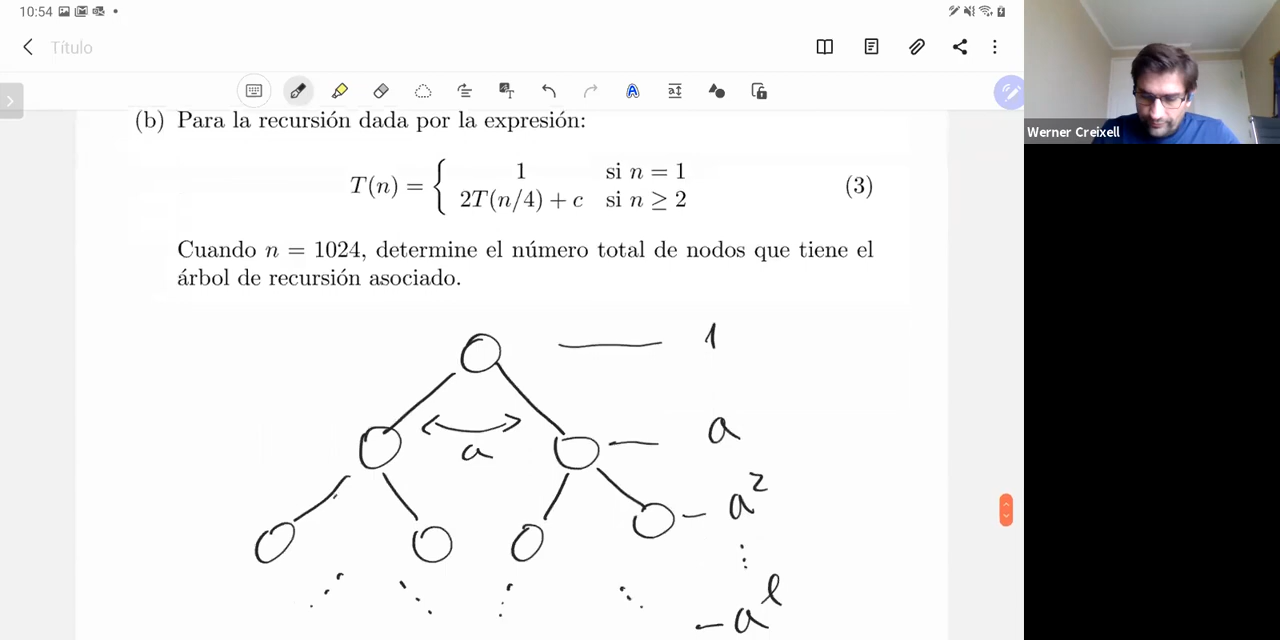 10:54
Título
(b) Para la recursión dada por la expresión:
T(n) = { 1 si n = 1
2T(n/4) + c si n ≥ 2
(3)
Cuando n = 1024, determine el número total de nodos que tiene el
árbol de recursión asociado.
1
a
a
a²
⋮
a^ℓ
Werner Creixell